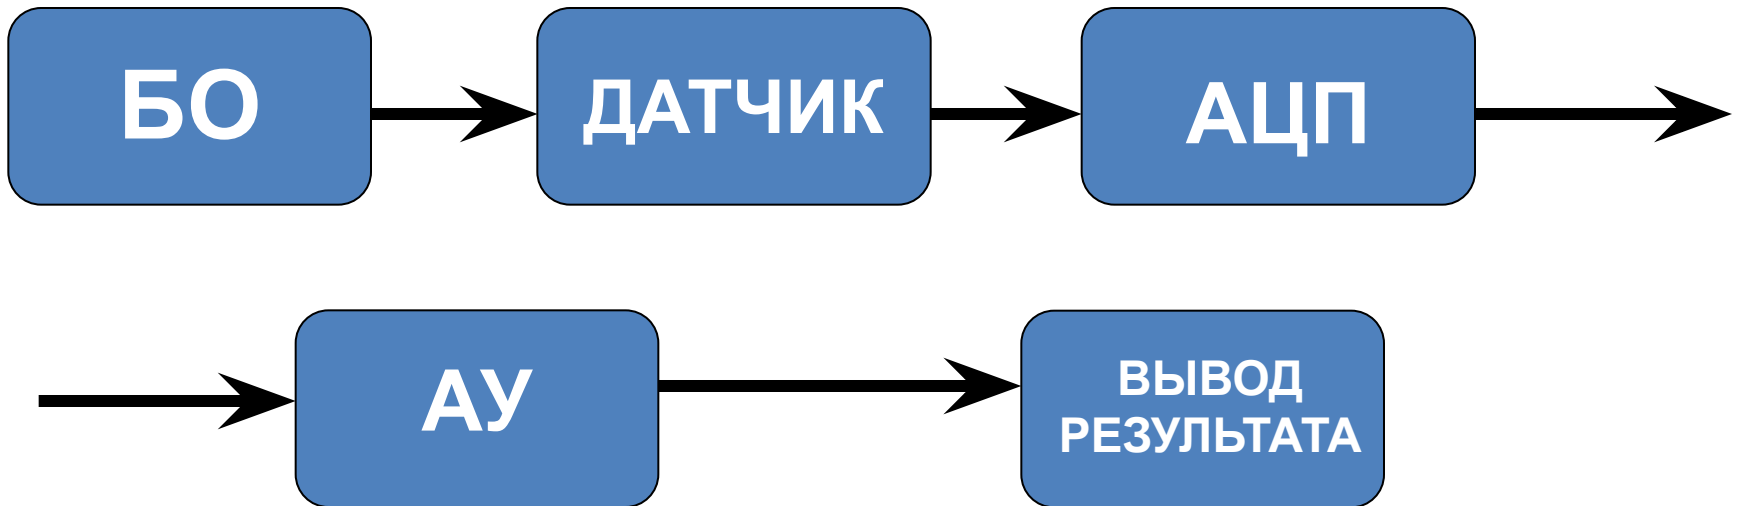 БО
ДАТЧИК
АЦП
АУ
ВЫВОД
РЕЗУЛЬТАТА